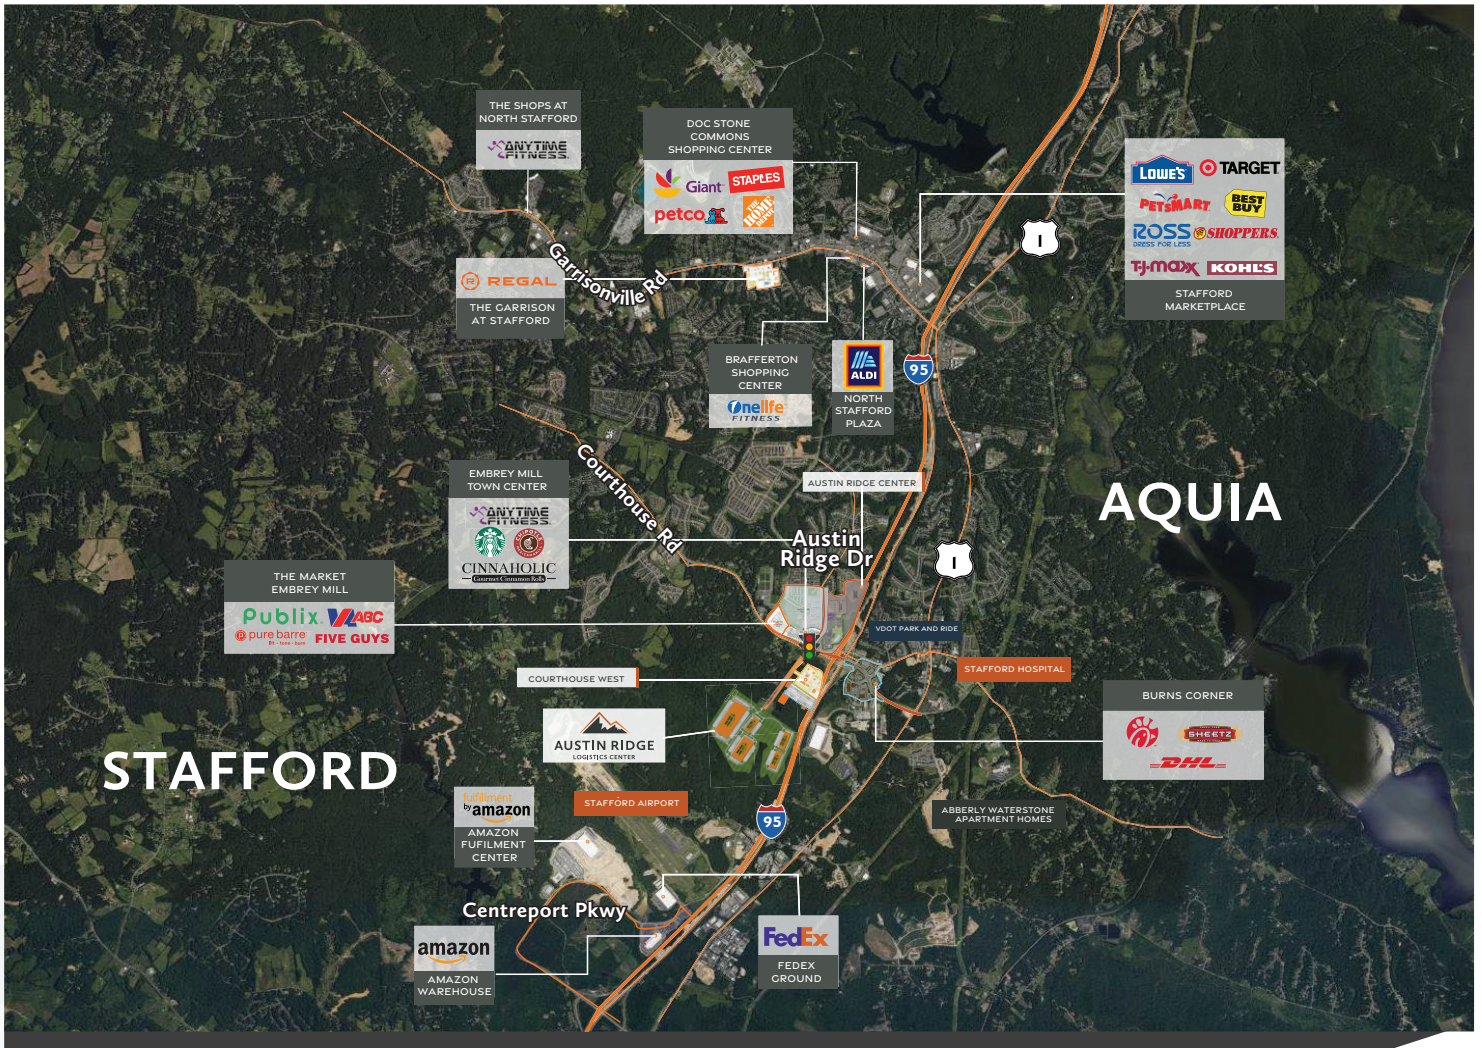 THE SHOPS AT
NORTH STAFFORD
ANYTIME
FITNESS.
DOC STONE
COMMONS
SHOPPING CENTER
Giant
STAPLES
petco
THE
HOME
DEPOT
LOWE'S
TARGET
PETSMART
BEST
BUY
ROSS
DRESS FOR LESS
SHOPPERS.
T.J.maxx
KOHL'S
STAFFORD
MARKETPLACE
1
Garrisonville Rd
REGAL
THE GARRISON
AT STAFFORD
BRAFFERTON
SHOPPING
CENTER
Onelife
FITNESS
ALDI
NORTH
STAFFORD
PLAZA
95
Courthouse Rd
EMBREY MILL
TOWN CENTER
ANYTIME
FITNESS.
CHIPOTLE
CINNAHOLIC
Gourmet Cinnamon Rolls
AUSTIN RIDGE CENTER
AQUIA
Austin
Ridge Dr
1
THE MARKET
EMBREY MILL
Publix.
VA ABC
pure barre
FIVE GUYS
VDOT PARK AND RIDE
STAFFORD HOSPITAL
COURTHOUSE WEST
BURNS CORNER
SHEETZ
DHL
AUSTIN RIDGE
LOGISTICS CENTER
STAFFORD
fulfillment
by amazon
AMAZON
FUFILMENT
CENTER
STAFFORD AIRPORT
95
ABBERLY WATERSTONE
APARTMENT HOMES
Centreport Pkwy
amazon
AMAZON
WAREHOUSE
FedEx
FEDEX
GROUND